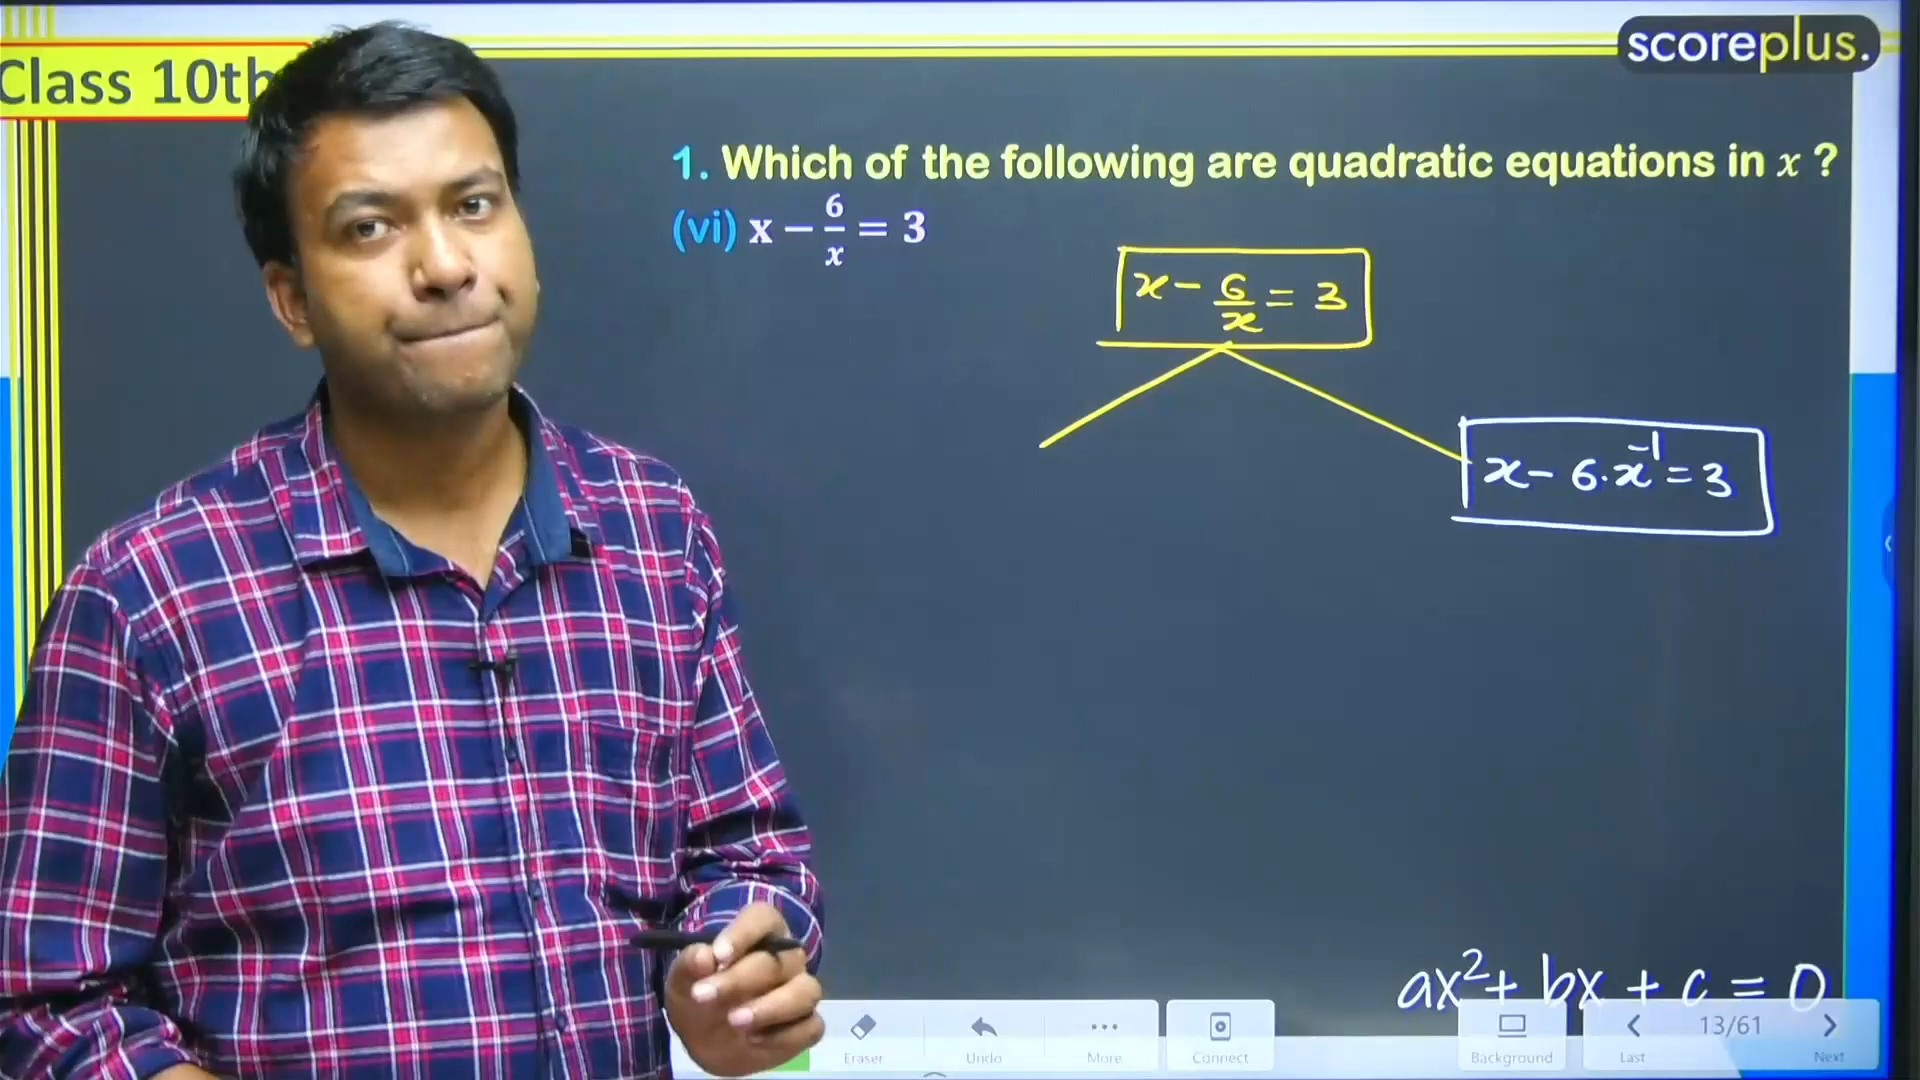 scoreplus.
Class 10th
1. Which of the following are quadratic equations in x ?
(vi) x − 6/x = 3
x − 6/x = 3
x − 6·x⁻¹ = 3
ax² + bx + c = 0
Eraser
Undo
More
Connect
Background
Last
13/61
Next